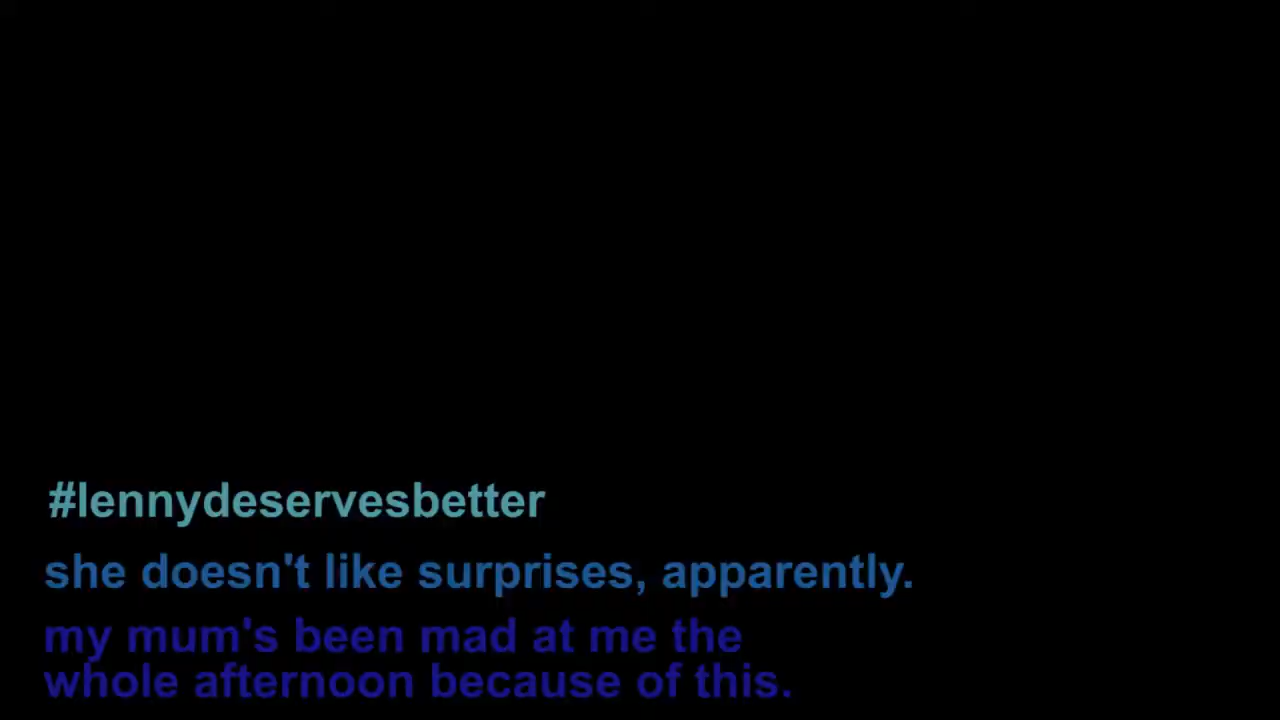 #lennydeservesbetter
she doesn't like surprises, apparently.
my mum's been mad at me the
whole afternoon because of this.